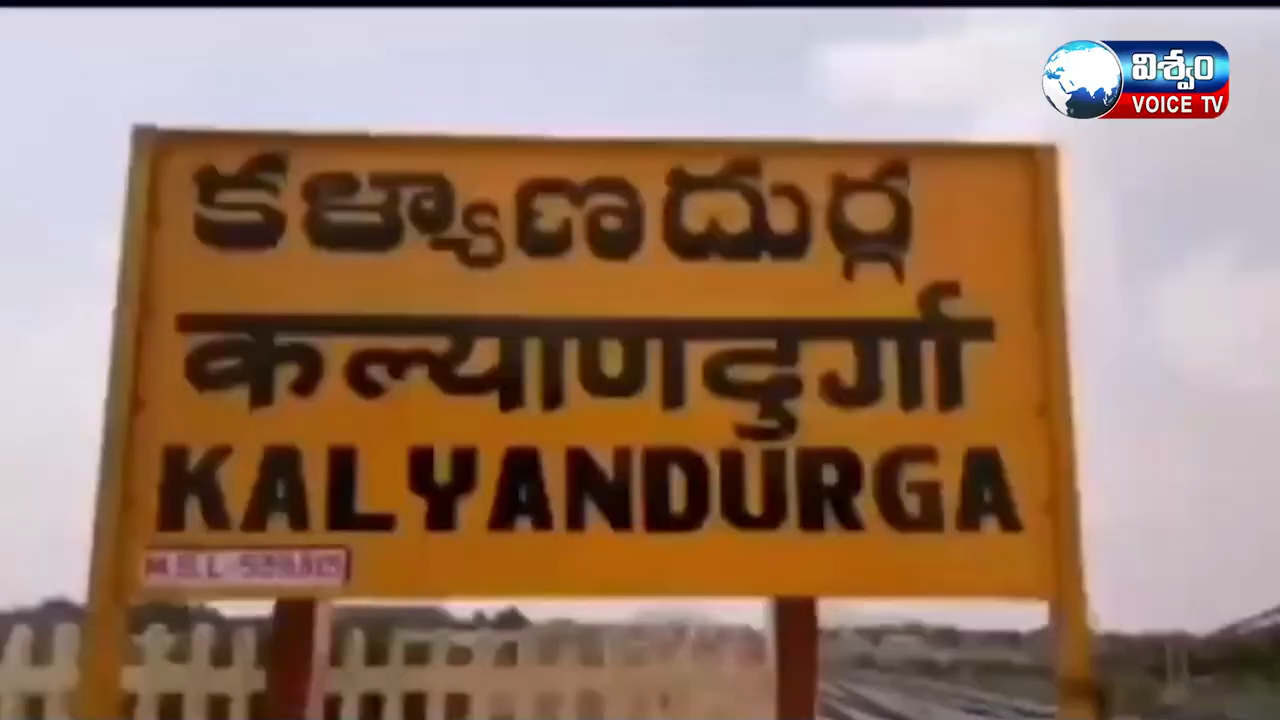 విశ్వం
VOICE TV
కళ్యాణదుర్గ
कल्याणदुर्गा
KALYANDURGA
M.S.L.